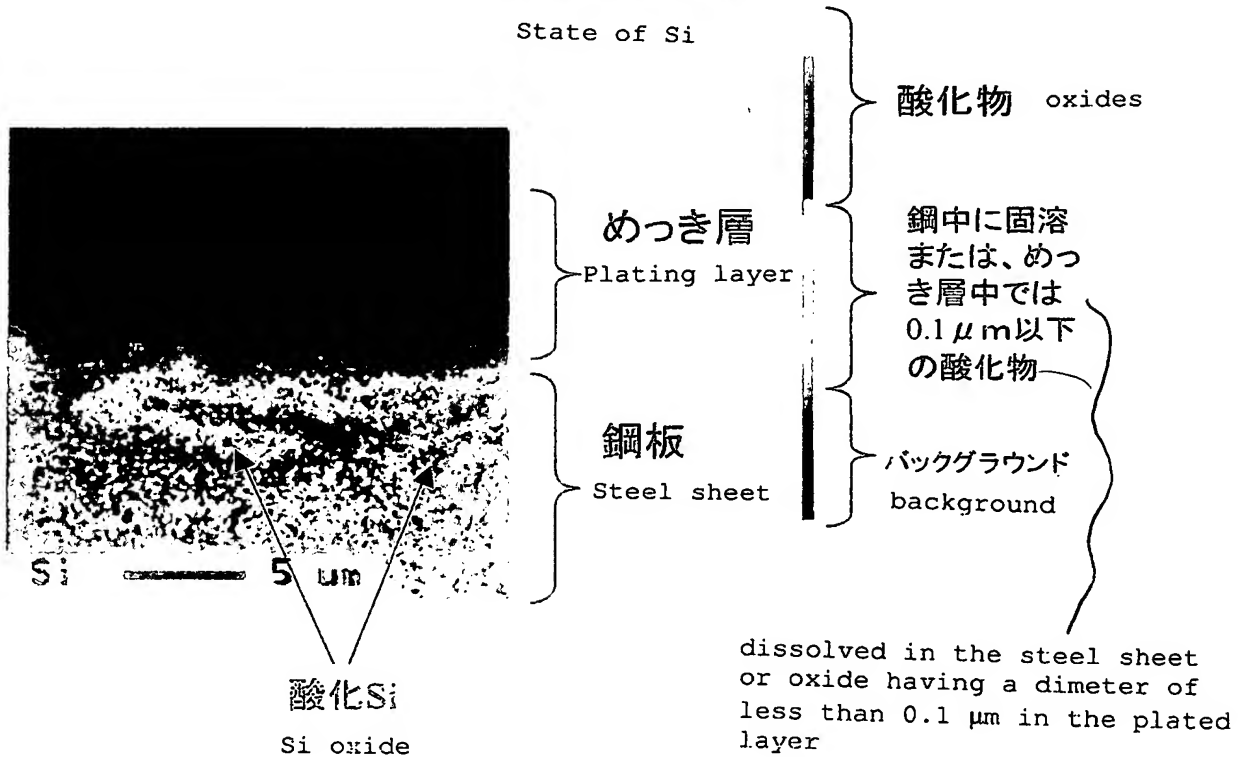 State of Si
酸化物 oxides
めっき層
Plating layer
鋼中に固溶
または、めっ
き層中では
0.1μm以下
の酸化物
鋼板
Steel sheet
バックグラウンド
background
Si 5 um
酸化Si
Si oxide
dissolved in the steel sheet
or oxide having a dimeter of
less than 0.1 μm in the plated
layer